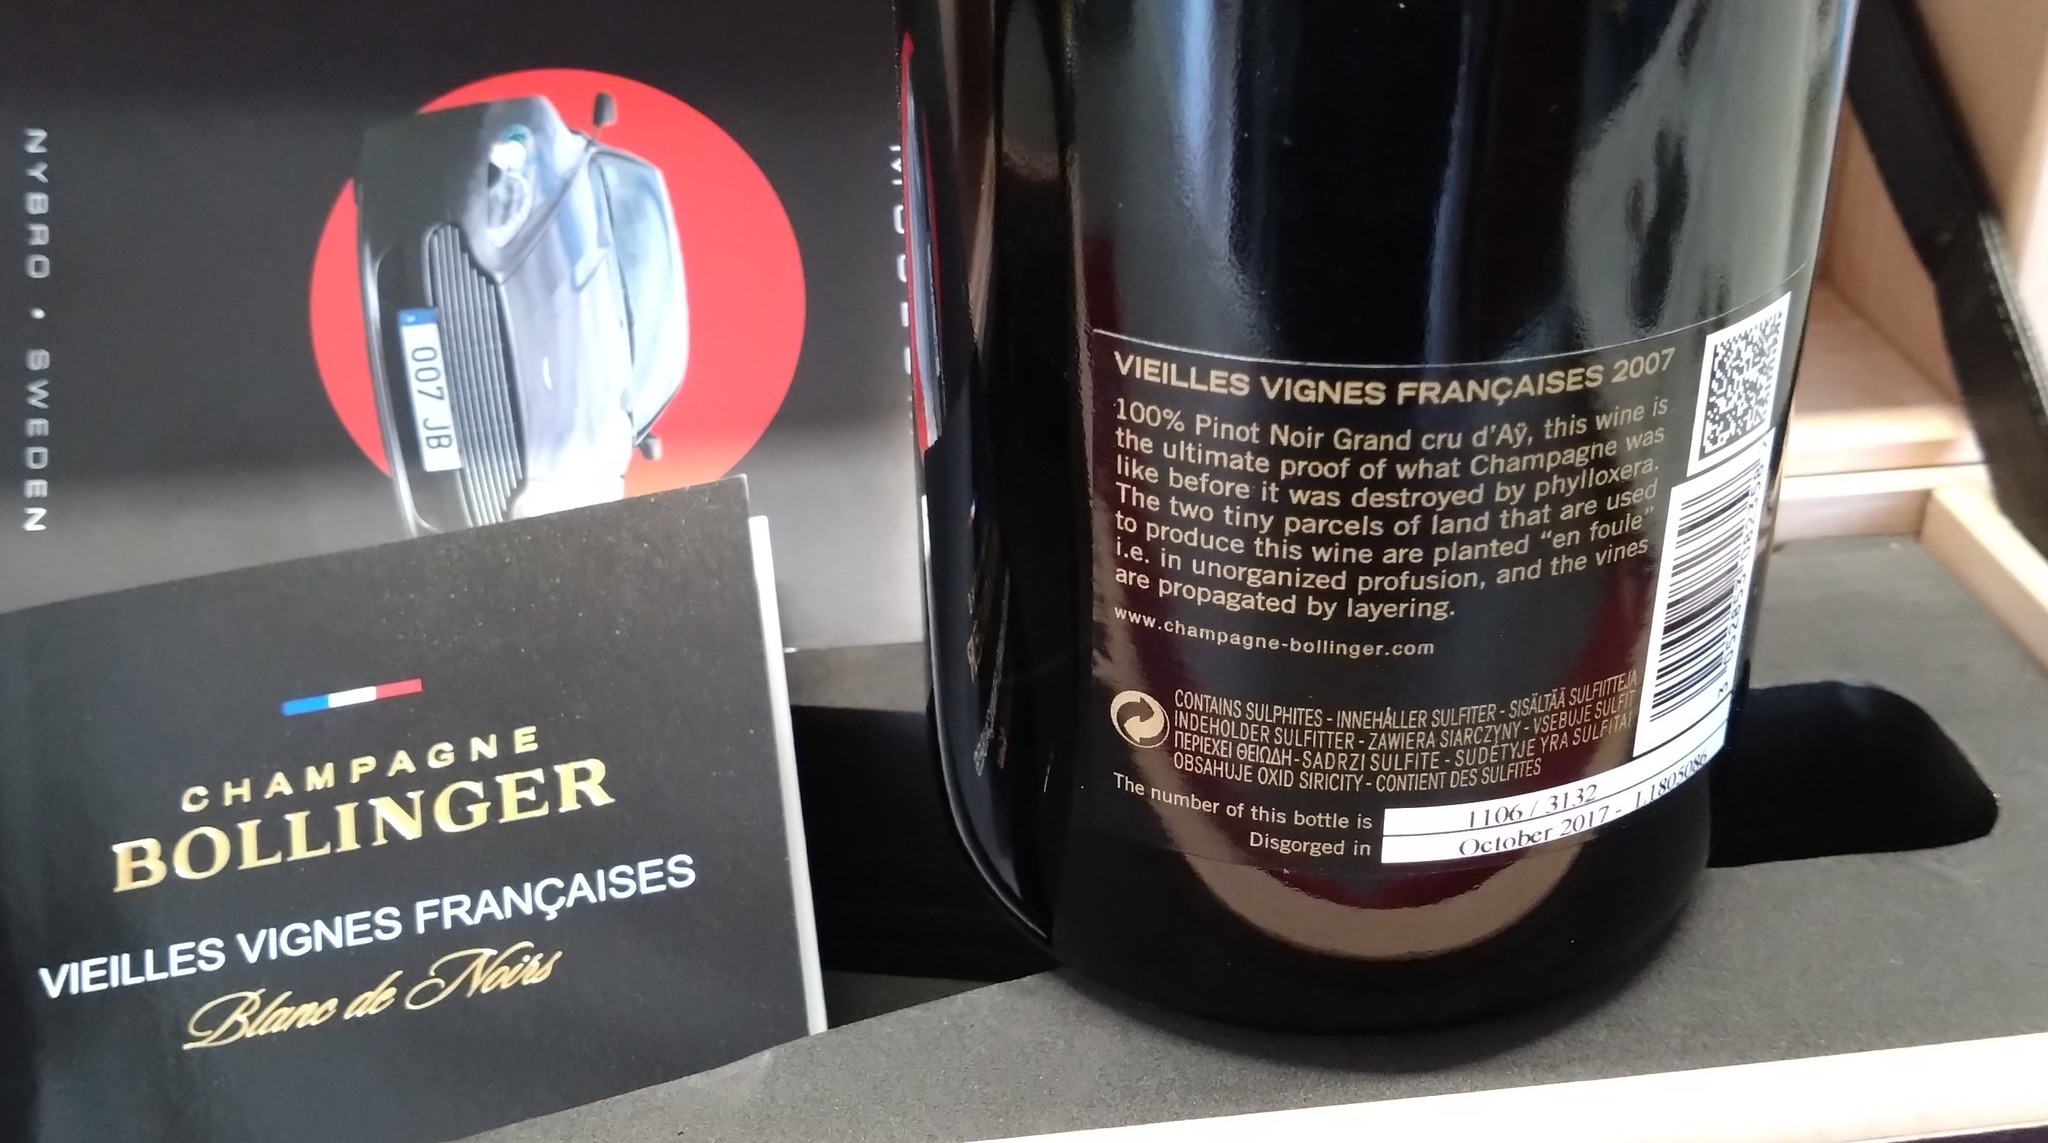 NYBRO • SWEDEN
007 JB
CHAMPAGNE
BOLLINGER
VIEILLES VIGNES FRANÇAISES
Blanc de Noirs
VIEILLES VIGNES FRANÇAISES 2007
100% Pinot Noir Grand cru d'Aÿ, this wine is
the ultimate proof of what Champagne was
like before it was destroyed by phylloxera.
The two tiny parcels of land that are used
to produce this wine are planted "en foule"
i.e. in unorganized profusion, and the vines
are propagated by layering.
www.champagne-bollinger.com
CONTAINS SULPHITES - INNEHÅLLER SULFITER - SISÄLTÄÄ SULFIITTEJA
INDEHOLDER SULFITTER - ZAWIERA SIARCZYNY - VSEBUJE SULFIT
ΠΕΡΙΕΧΕΙ ΘΕΙΩΔΗ - SADRZI SULFITE - SUDĖTYJE YRA SULFITAI
OBSAHUJE OXID SIRICITY - CONTIENT DES SULFITES
The number of this bottle is 1106 / 3132
Disgorged in October 2017 - L1805086